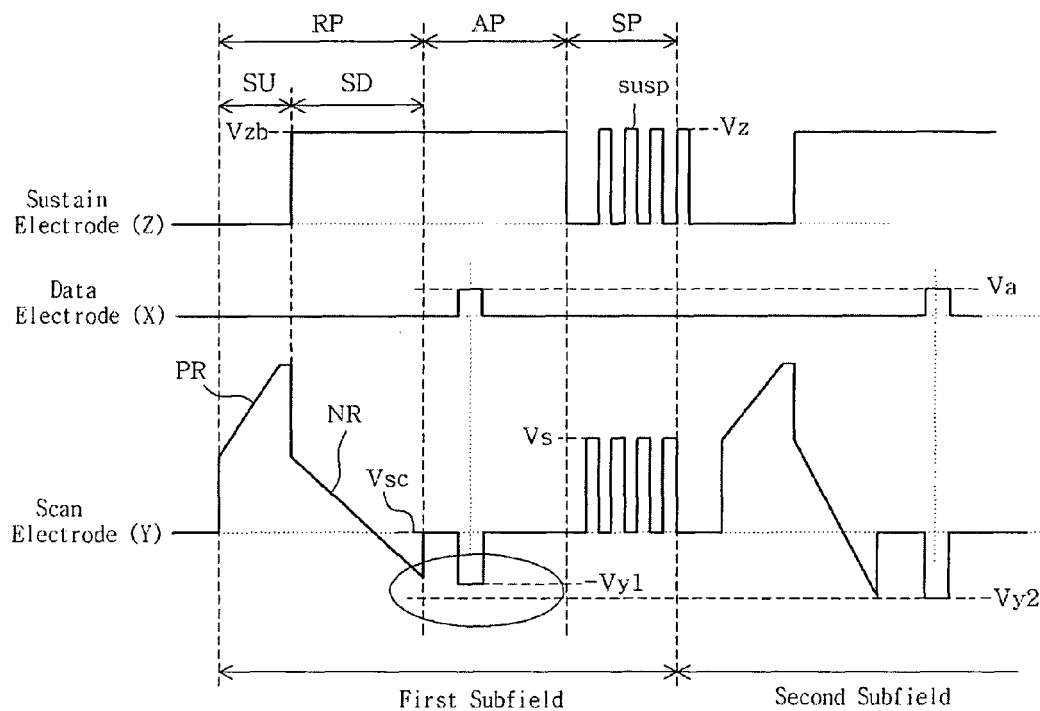 RP AP SP
SU SD susp
Vzb Vz
Sustain
Electrode (Z)
Data
Electrode (X)
Va
PR
NR
Vs
Vsc
Scan
Electrode (Y)
-Vy1
-Vy2
First Subfield Second Subfield